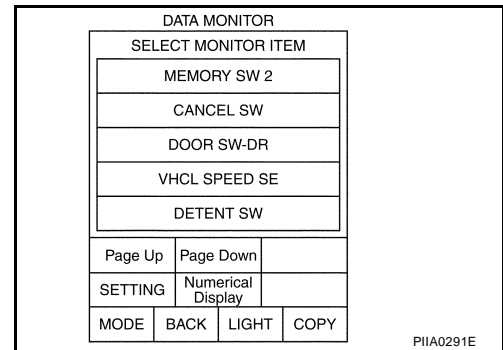 DATA MONITOR
SELECT MONITOR ITEM
MEMORY SW 2
CANCEL SW
DOOR SW-DR
VHCL SPEED SE
DETENT SW
Page Up Page Down
SETTING Numerical Display
MODE BACK LIGHT COPY
PIIA0291E